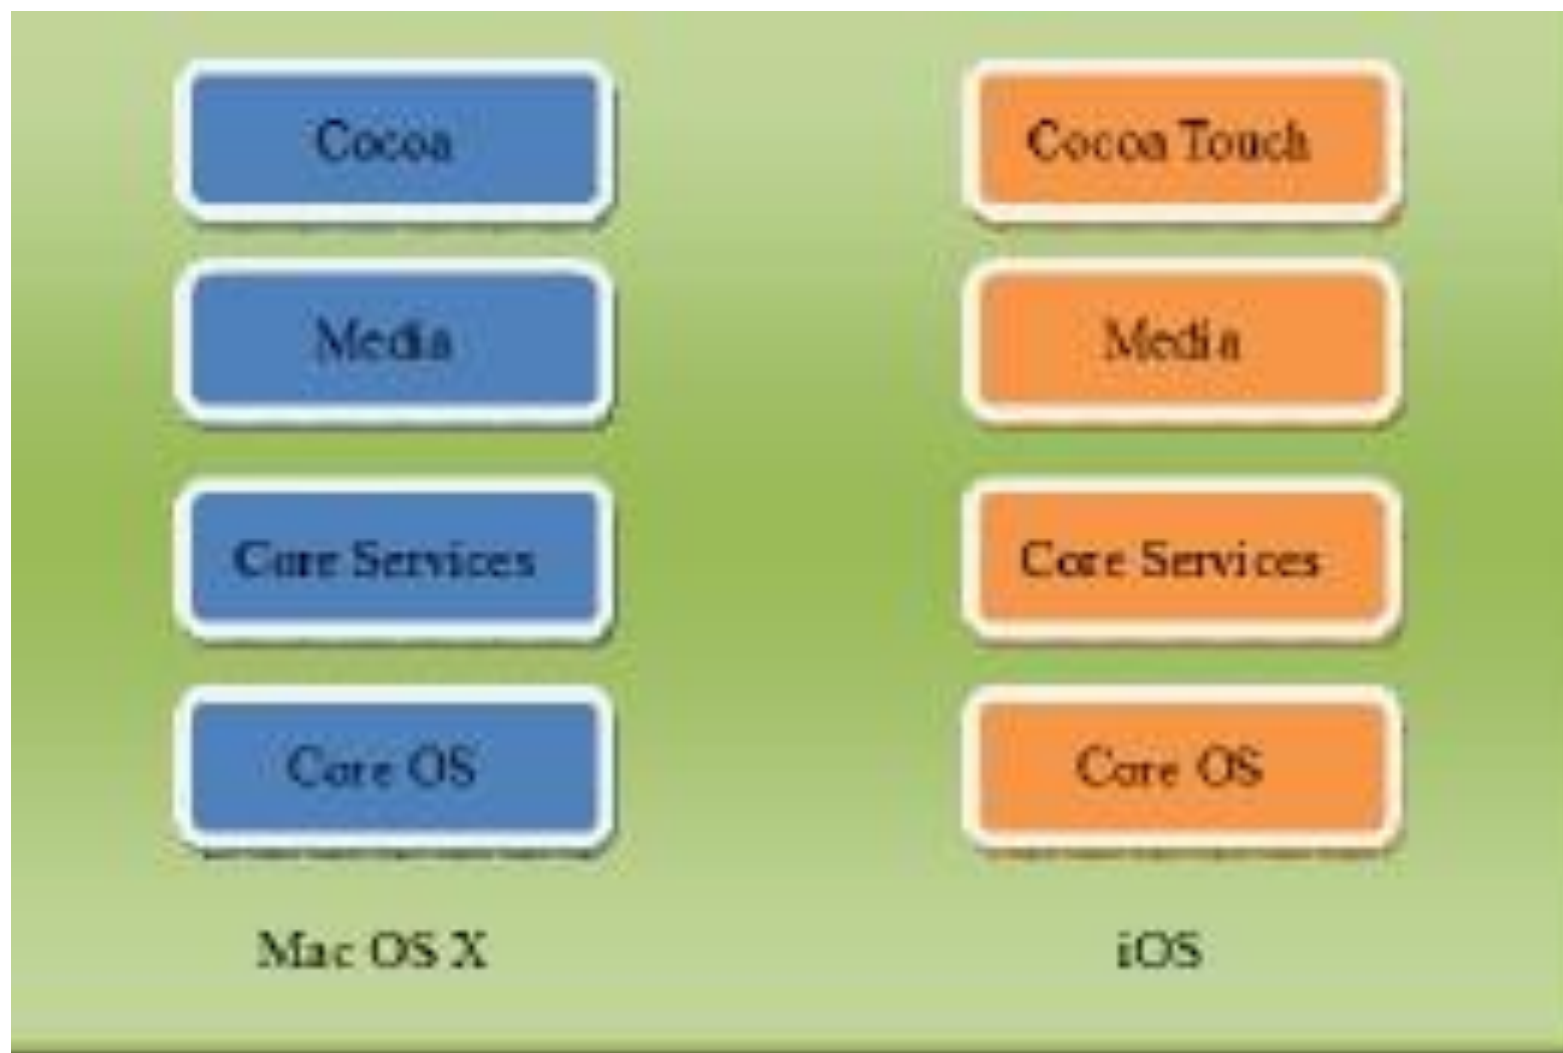 Cocoa
Media
Core Services
Core OS
Mac OS X
Cocoa Touch
Media
Core Services
Core OS
iOS